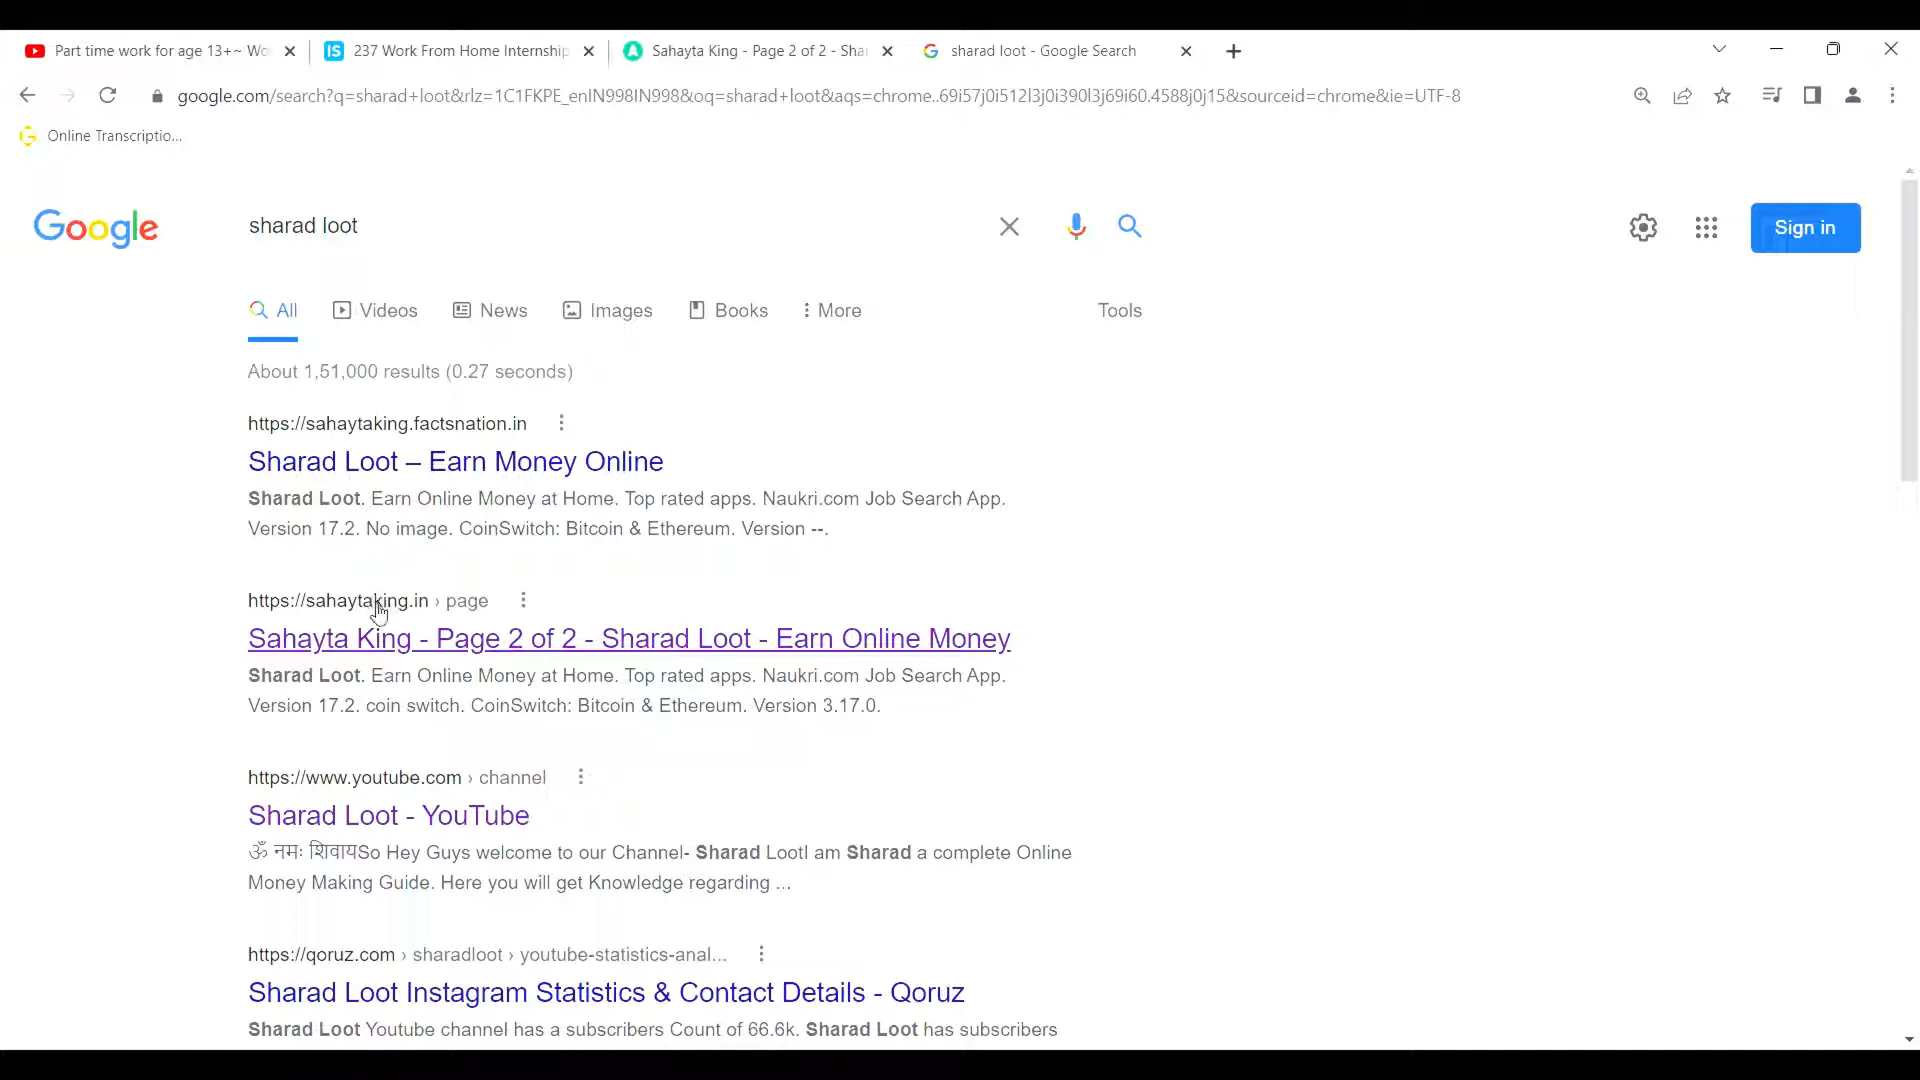 Part time work for age 13+~ Wo
237 Work From Home Internship
Sahayta King - Page 2 of 2 - Shar
sharad loot - Google Search
google.com/search?q=sharad+loot&rlz=1C1FKPE_enIN998IN998&oq=sharad+loot&aqs=chrome..69i57j0i512l3j0i390l3j69i60.4588j0j15&sourceid=chrome&ie=UTF-8
Online Transcriptio...
Google
sharad loot
Sign in
All Videos News Images Books More Tools
About 1,51,000 results (0.27 seconds)
https://sahaytaking.factsnation.in
Sharad Loot – Earn Money Online
Sharad Loot. Earn Online Money at Home. Top rated apps. Naukri.com Job Search App.
Version 17.2. No image. CoinSwitch: Bitcoin & Ethereum. Version --.
https://sahaytaking.in › page
Sahayta King - Page 2 of 2 - Sharad Loot - Earn Online Money
Sharad Loot. Earn Online Money at Home. Top rated apps. Naukri.com Job Search App.
Version 17.2. coin switch. CoinSwitch: Bitcoin & Ethereum. Version 3.17.0.
https://www.youtube.com › channel
Sharad Loot - YouTube
ॐ नमः शिवायSo Hey Guys welcome to our Channel- Sharad LootI am Sharad a complete Online
Money Making Guide. Here you will get Knowledge regarding ...
https://qoruz.com › sharadloot › youtube-statistics-anal...
Sharad Loot Instagram Statistics & Contact Details - Qoruz
Sharad Loot Youtube channel has a subscribers Count of 66.6k. Sharad Loot has subscribers